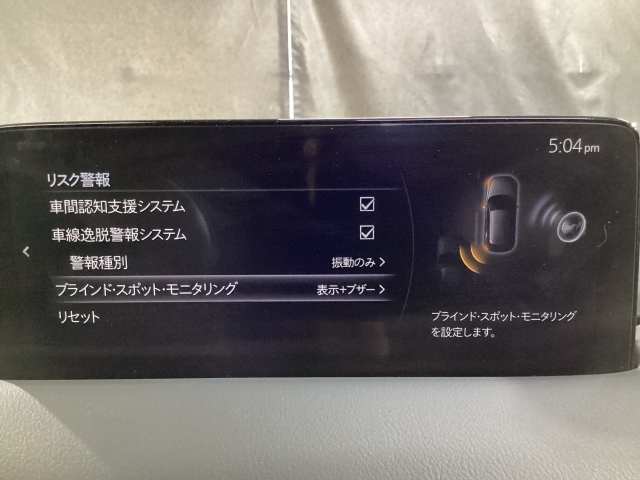 5:04 pm
リスク警報
車間認知支援システム
車線逸脱警報システム
警報種別 振動のみ
ブラインド・スポット・モニタリング 表示+ブザー
リセット
ブラインド・スポット・モニタリング
を設定します。